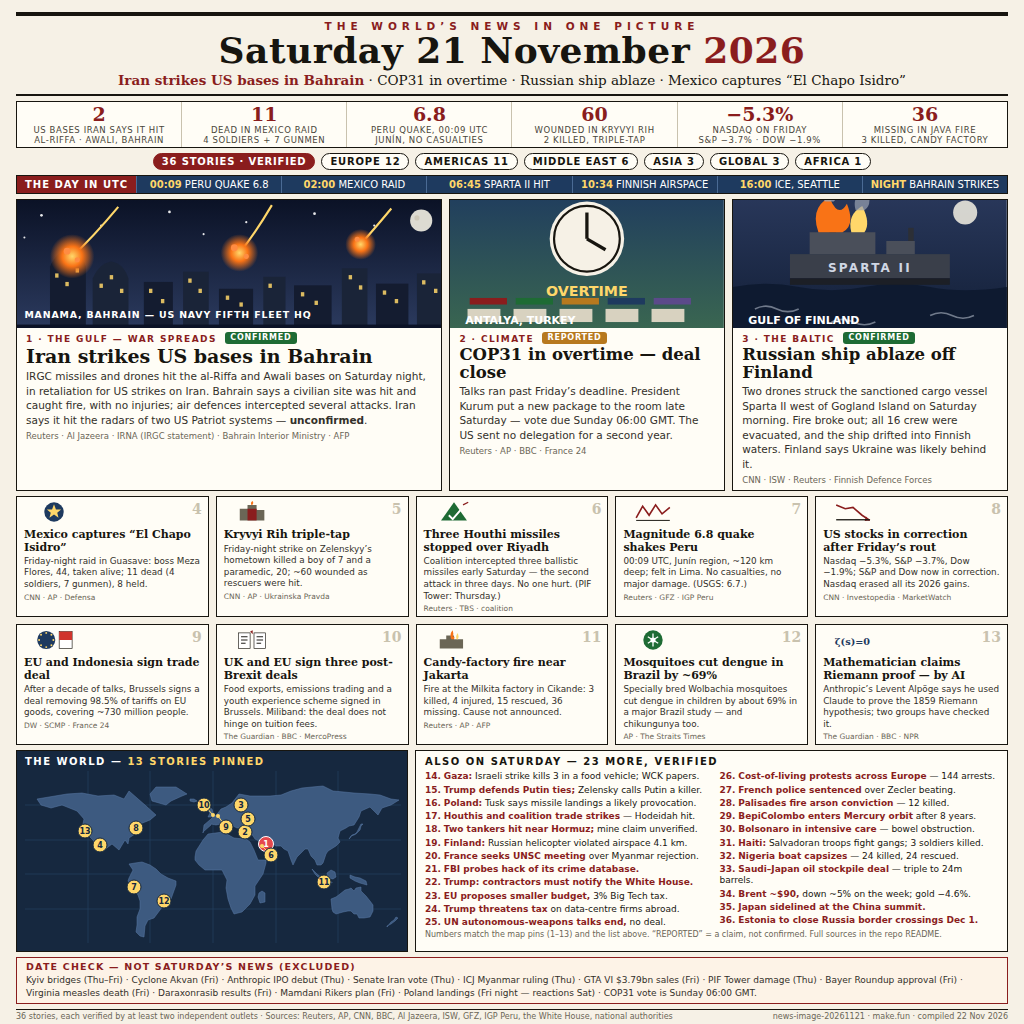 THE WORLD’S NEWS IN ONE PICTURE
Saturday 21 November 2026
Iran strikes US bases in Bahrain · COP31 in overtime · Russian ship ablaze · Mexico captures “El Chapo Isidro”
2
US BASES IRAN SAYS IT HIT
AL-RIFFA · AWALI, BAHRAIN
11
DEAD IN MEXICO RAID
4 SOLDIERS + 7 GUNMEN
6.8
PERU QUAKE, 00:09 UTC
JUNÍN, NO CASUALTIES
60
WOUNDED IN KRYVYI RIH
2 KILLED, TRIPLE-TAP
−5.3%
NASDAQ ON FRIDAY
S&P −3.7% · DOW −1.9%
36
MISSING IN JAVA FIRE
3 KILLED, CANDY FACTORY
36 STORIES · VERIFIED
EUROPE 12
AMERICAS 11
MIDDLE EAST 6
ASIA 3
GLOBAL 3
AFRICA 1
THE DAY IN UTC
00:09 PERU QUAKE 6.8
02:00 MEXICO RAID
06:45 SPARTA II HIT
10:34 FINNISH AIRSPACE
16:00 ICE, SEATTLE
NIGHT BAHRAIN STRIKES
MANAMA, BAHRAIN — US NAVY FIFTH FLEET HQ
1 · THE GULF — WAR SPREADS CONFIRMED
Iran strikes US bases in Bahrain
IRGC missiles and drones hit the al-Riffa and Awali bases on Saturday night,
in retaliation for US strikes on Iran. Bahrain says a civilian site was hit and
caught fire, with no injuries; air defences intercepted several attacks. Iran
says it hit the radars of two US Patriot systems — unconfirmed.
Reuters · Al Jazeera · IRNA (IRGC statement) · Bahrain Interior Ministry · AFP
OVERTIME
ANTALYA, TURKEY
2 · CLIMATE REPORTED
COP31 in overtime — deal
close
Talks ran past Friday’s deadline. President
Kurum put a new package to the room late
Saturday — vote due Sunday 06:00 GMT. The
US sent no delegation for a second year.
Reuters · AP · BBC · France 24
SPARTA II
GULF OF FINLAND
3 · THE BALTIC CONFIRMED
Russian ship ablaze off
Finland
Two drones struck the sanctioned cargo vessel
Sparta II west of Gogland Island on Saturday
morning. Fire broke out; all 16 crew were
evacuated, and the ship drifted into Finnish
waters. Finland says Ukraine was likely behind
it.
CNN · ISW · Reuters · Finnish Defence Forces
4
Mexico captures “El Chapo
Isidro”
Friday-night raid in Guasave: boss Meza
Flores, 44, taken alive; 11 dead (4
soldiers, 7 gunmen), 8 held.
CNN · AP · Defensa
5
Kryvyi Rih triple-tap
Friday-night strike on Zelenskyy’s
hometown killed a boy of 7 and a
paramedic, 20; ~60 wounded as
rescuers were hit.
CNN · AP · Ukrainska Pravda
6
Three Houthi missiles
stopped over Riyadh
Coalition intercepted three ballistic
missiles early Saturday — the second
attack in three days. No one hurt. (PIF
Tower: Thursday.)
Reuters · TBS · coalition
7
Magnitude 6.8 quake
shakes Peru
00:09 UTC, Junín region, ~120 km
deep; felt in Lima. No casualties, no
major damage. (USGS: 6.7.)
Reuters · GFZ · IGP Peru
8
US stocks in correction
after Friday’s rout
Nasdaq −5.3%, S&P −3.7%, Dow
−1.9%; S&P and Dow now in correction.
Nasdaq erased all its 2026 gains.
CNN · Investopedia · MarketWatch
9
EU and Indonesia sign trade
deal
After a decade of talks, Brussels signs a
deal removing 98.5% of tariffs on EU
goods, covering ~730 million people.
DW · SCMP · France 24
10
UK and EU sign three post-
Brexit deals
Food exports, emissions trading and a
youth experience scheme signed in
Brussels. Miliband: the deal does not
hinge on tuition fees.
The Guardian · BBC · MercoPress
11
Candy-factory fire near
Jakarta
Fire at the Milkita factory in Cikande: 3
killed, 4 injured, 15 rescued, 36
missing. Cause not announced.
Reuters · AP · AFP
12
Mosquitoes cut dengue in
Brazil by ~69%
Specially bred Wolbachia mosquitoes
cut dengue in children by about 69% in
a major Brazil study — and
chikungunya too.
AP · The Straits Times
ζ(s)=0
13
Mathematician claims
Riemann proof — by AI
Anthropic’s Levent Alpöge says he used
Claude to prove the 1859 Riemann
hypothesis; two groups have checked
it.
The Guardian · BBC · NPR
THE WORLD — 13 STORIES PINNED
10
3
5
9
2
13
8
4
1
6
7
12
11
ALSO ON SATURDAY — 23 MORE, VERIFIED
14. Gaza: Israeli strike kills 3 in a food vehicle; WCK papers.
15. Trump defends Putin ties; Zelensky calls Putin a killer.
16. Poland: Tusk says missile landings a likely provocation.
17. Houthis and coalition trade strikes — Hodeidah hit.
18. Two tankers hit near Hormuz; mine claim unverified.
19. Finland: Russian helicopter violated airspace 4.1 km.
20. France seeks UNSC meeting over Myanmar rejection.
21. FBI probes hack of its crime database.
22. Trump: contractors must notify the White House.
23. EU proposes smaller budget, 3% Big Tech tax.
24. Trump threatens tax on data-centre firms abroad.
25. UN autonomous-weapons talks end, no deal.
26. Cost-of-living protests across Europe — 144 arrests.
27. French police sentenced over Zecler beating.
28. Palisades fire arson conviction — 12 killed.
29. BepiColombo enters Mercury orbit after 8 years.
30. Bolsonaro in intensive care — bowel obstruction.
31. Haiti: Salvadoran troops fight gangs; 3 soldiers killed.
32. Nigeria boat capsizes — 24 killed, 24 rescued.
33. Saudi-Japan oil stockpile deal — triple to 24m
barrels.
34. Brent ~$90, down ~5% on the week; gold −4.6%.
35. Japan sidelined at the China summit.
36. Estonia to close Russia border crossings Dec 1.
Numbers match the map pins (1–13) and the list above. “REPORTED” = a claim, not confirmed. Full sources in the repo README.
DATE CHECK — NOT SATURDAY’S NEWS (EXCLUDED)
Kyiv bridges (Thu–Fri) · Cyclone Akvan (Fri) · Anthropic IPO debut (Thu) · Senate Iran vote (Thu) · ICJ Myanmar ruling (Thu) · GTA VI $3.79bn sales (Fri) · PIF Tower damage (Thu) · Bayer Roundup approval (Fri) ·
Virginia measles death (Fri) · Daraxonrasib results (Fri) · Mamdani Rikers plan (Fri) · Poland landings (Fri night — reactions Sat) · COP31 vote is Sunday 06:00 GMT.
36 stories, each verified by at least two independent outlets · Sources: Reuters, AP, CNN, BBC, Al Jazeera, ISW, GFZ, IGP Peru, the White House, national authorities
news-image-20261121 · make.fun · compiled 22 Nov 2026